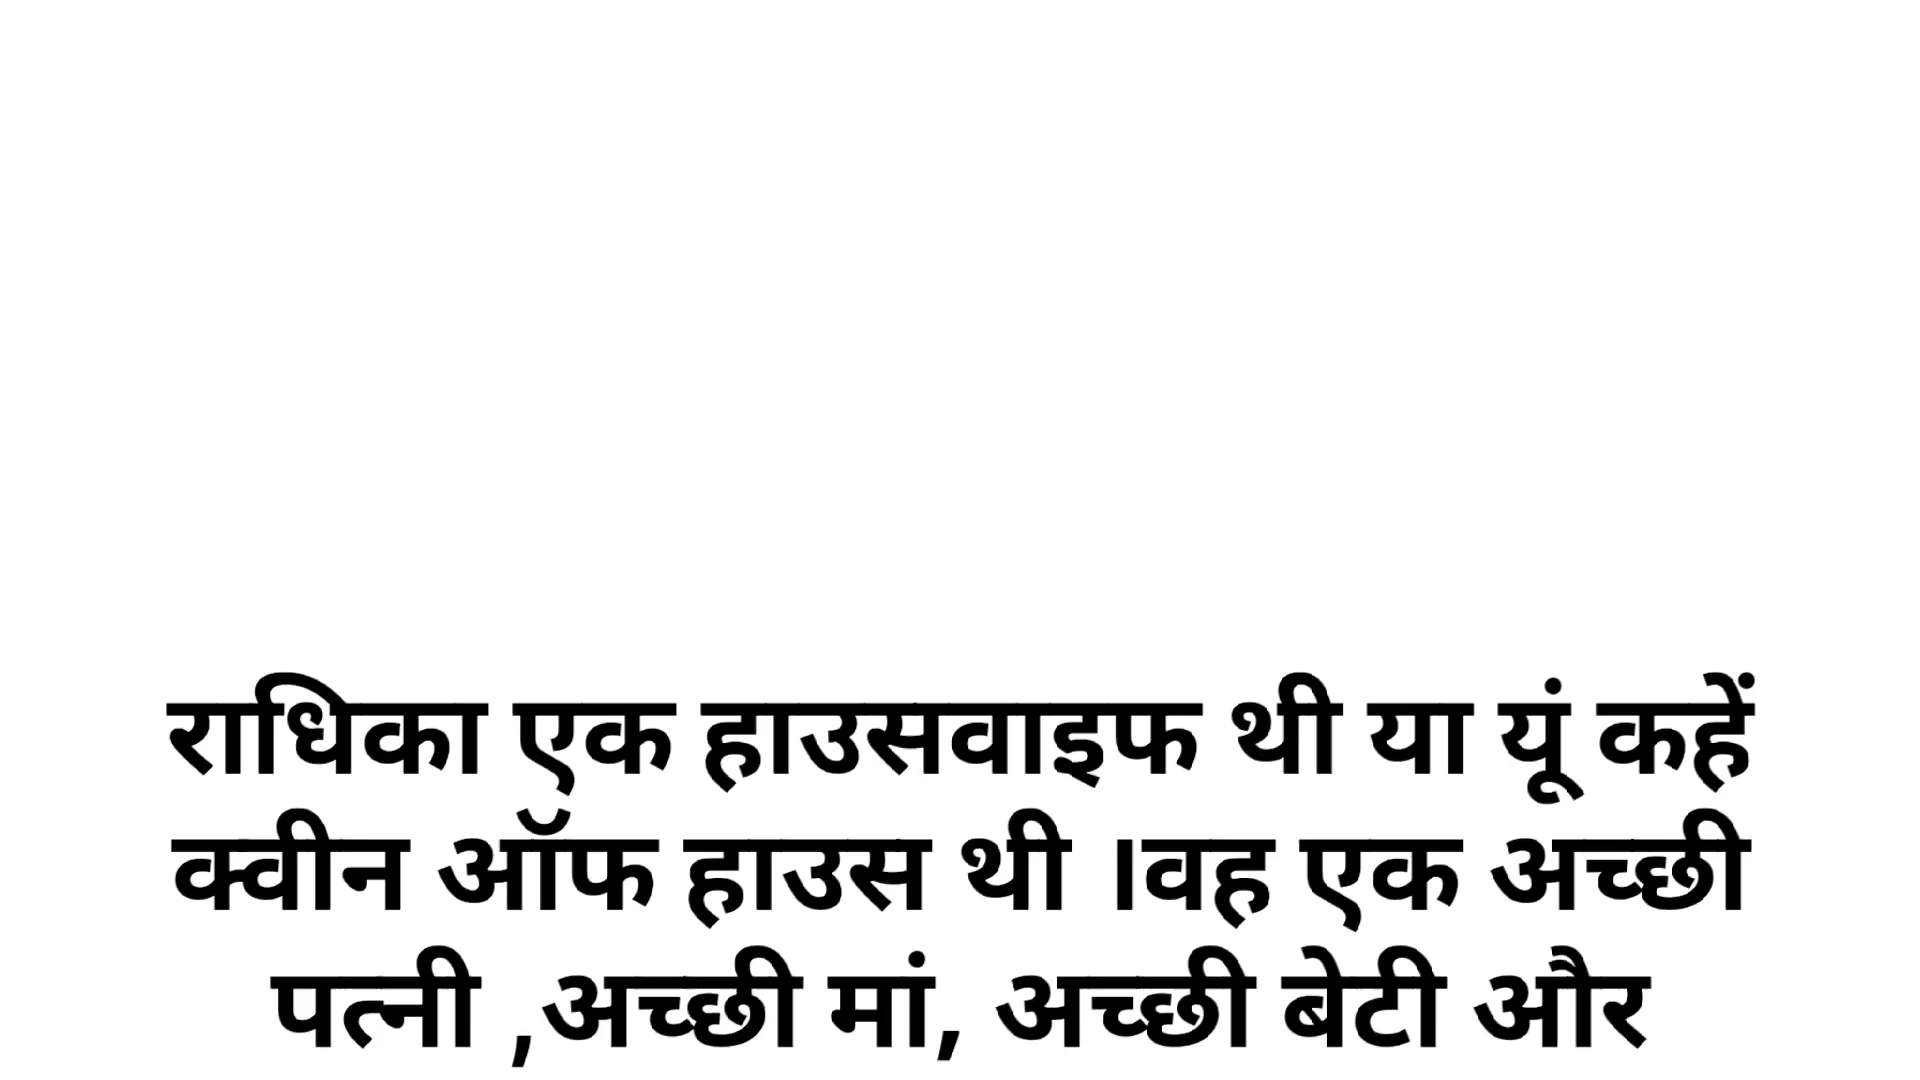 राधिका एक हाउसवाइफ थी या यूं कहें
क्वीन ऑफ हाउस थी ।वह एक अच्छी
पत्नी ,अच्छी मां, अच्छी बेटी और